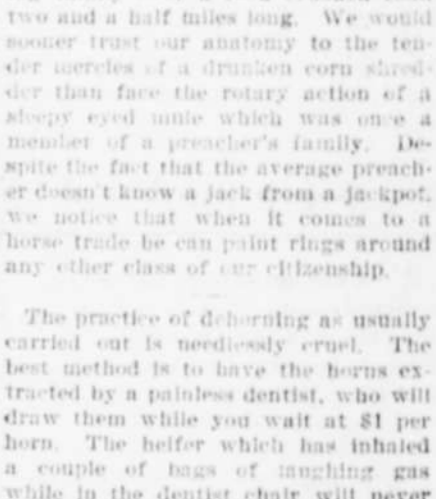 two and a half miles long. We would
sooner trust our anatomy to the ten-
der mercies of a drunken corn shred-
der than face the rotary action of a
sleepy eyed mule which was once a
member of a preacher's family. De-
spite the fact that the average preach-
er doesn't know a jack from a jackpot,
we notice that when it comes to a
horse trade he can paint rings around
any other class of our citizenship.
The practice of dehorning as usually
carried out is needlessly cruel. The
best method is to have the horns ex-
tracted by a painless dentist, who will
draw them while you wait at $1 per
horn. The heifer which has inhaled
a couple of bags of laughing gas
while in the dentist chair will never